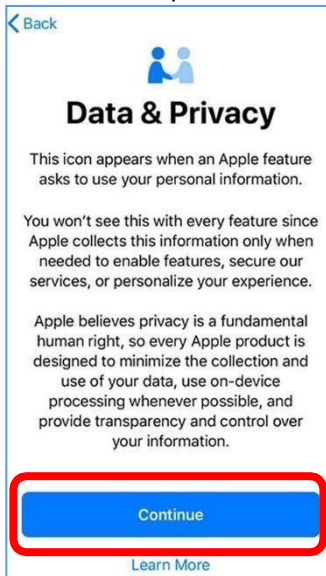 Back
Data & Privacy
This icon appears when an Apple feature
asks to use your personal information.
You won't see this with every feature since
Apple collects this information only when
needed to enable features, secure our
services, or personalize your experience.
Apple believes privacy is a fundamental
human right, so every Apple product is
designed to minimize the collection and
use of your data, use on-device
processing whenever possible, and
provide transparency and control over
your information.
Continue
Learn More